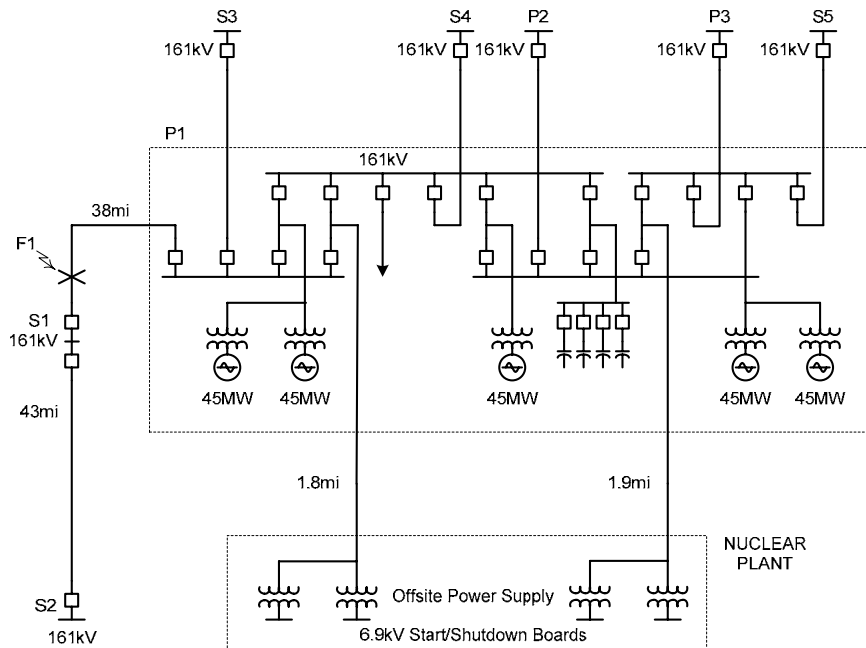 S3
S4
P2
P3
S5
161kV
161kV
161kV
161kV
161kV
P1
161kV
38mi
F1
S1
161kV
45MW
45MW
45MW
45MW
45MW
43mi
1.8mi
1.9mi
NUCLEAR
PLANT
S2
Offsite Power Supply
161kV
6.9kV Start/Shutdown Boards